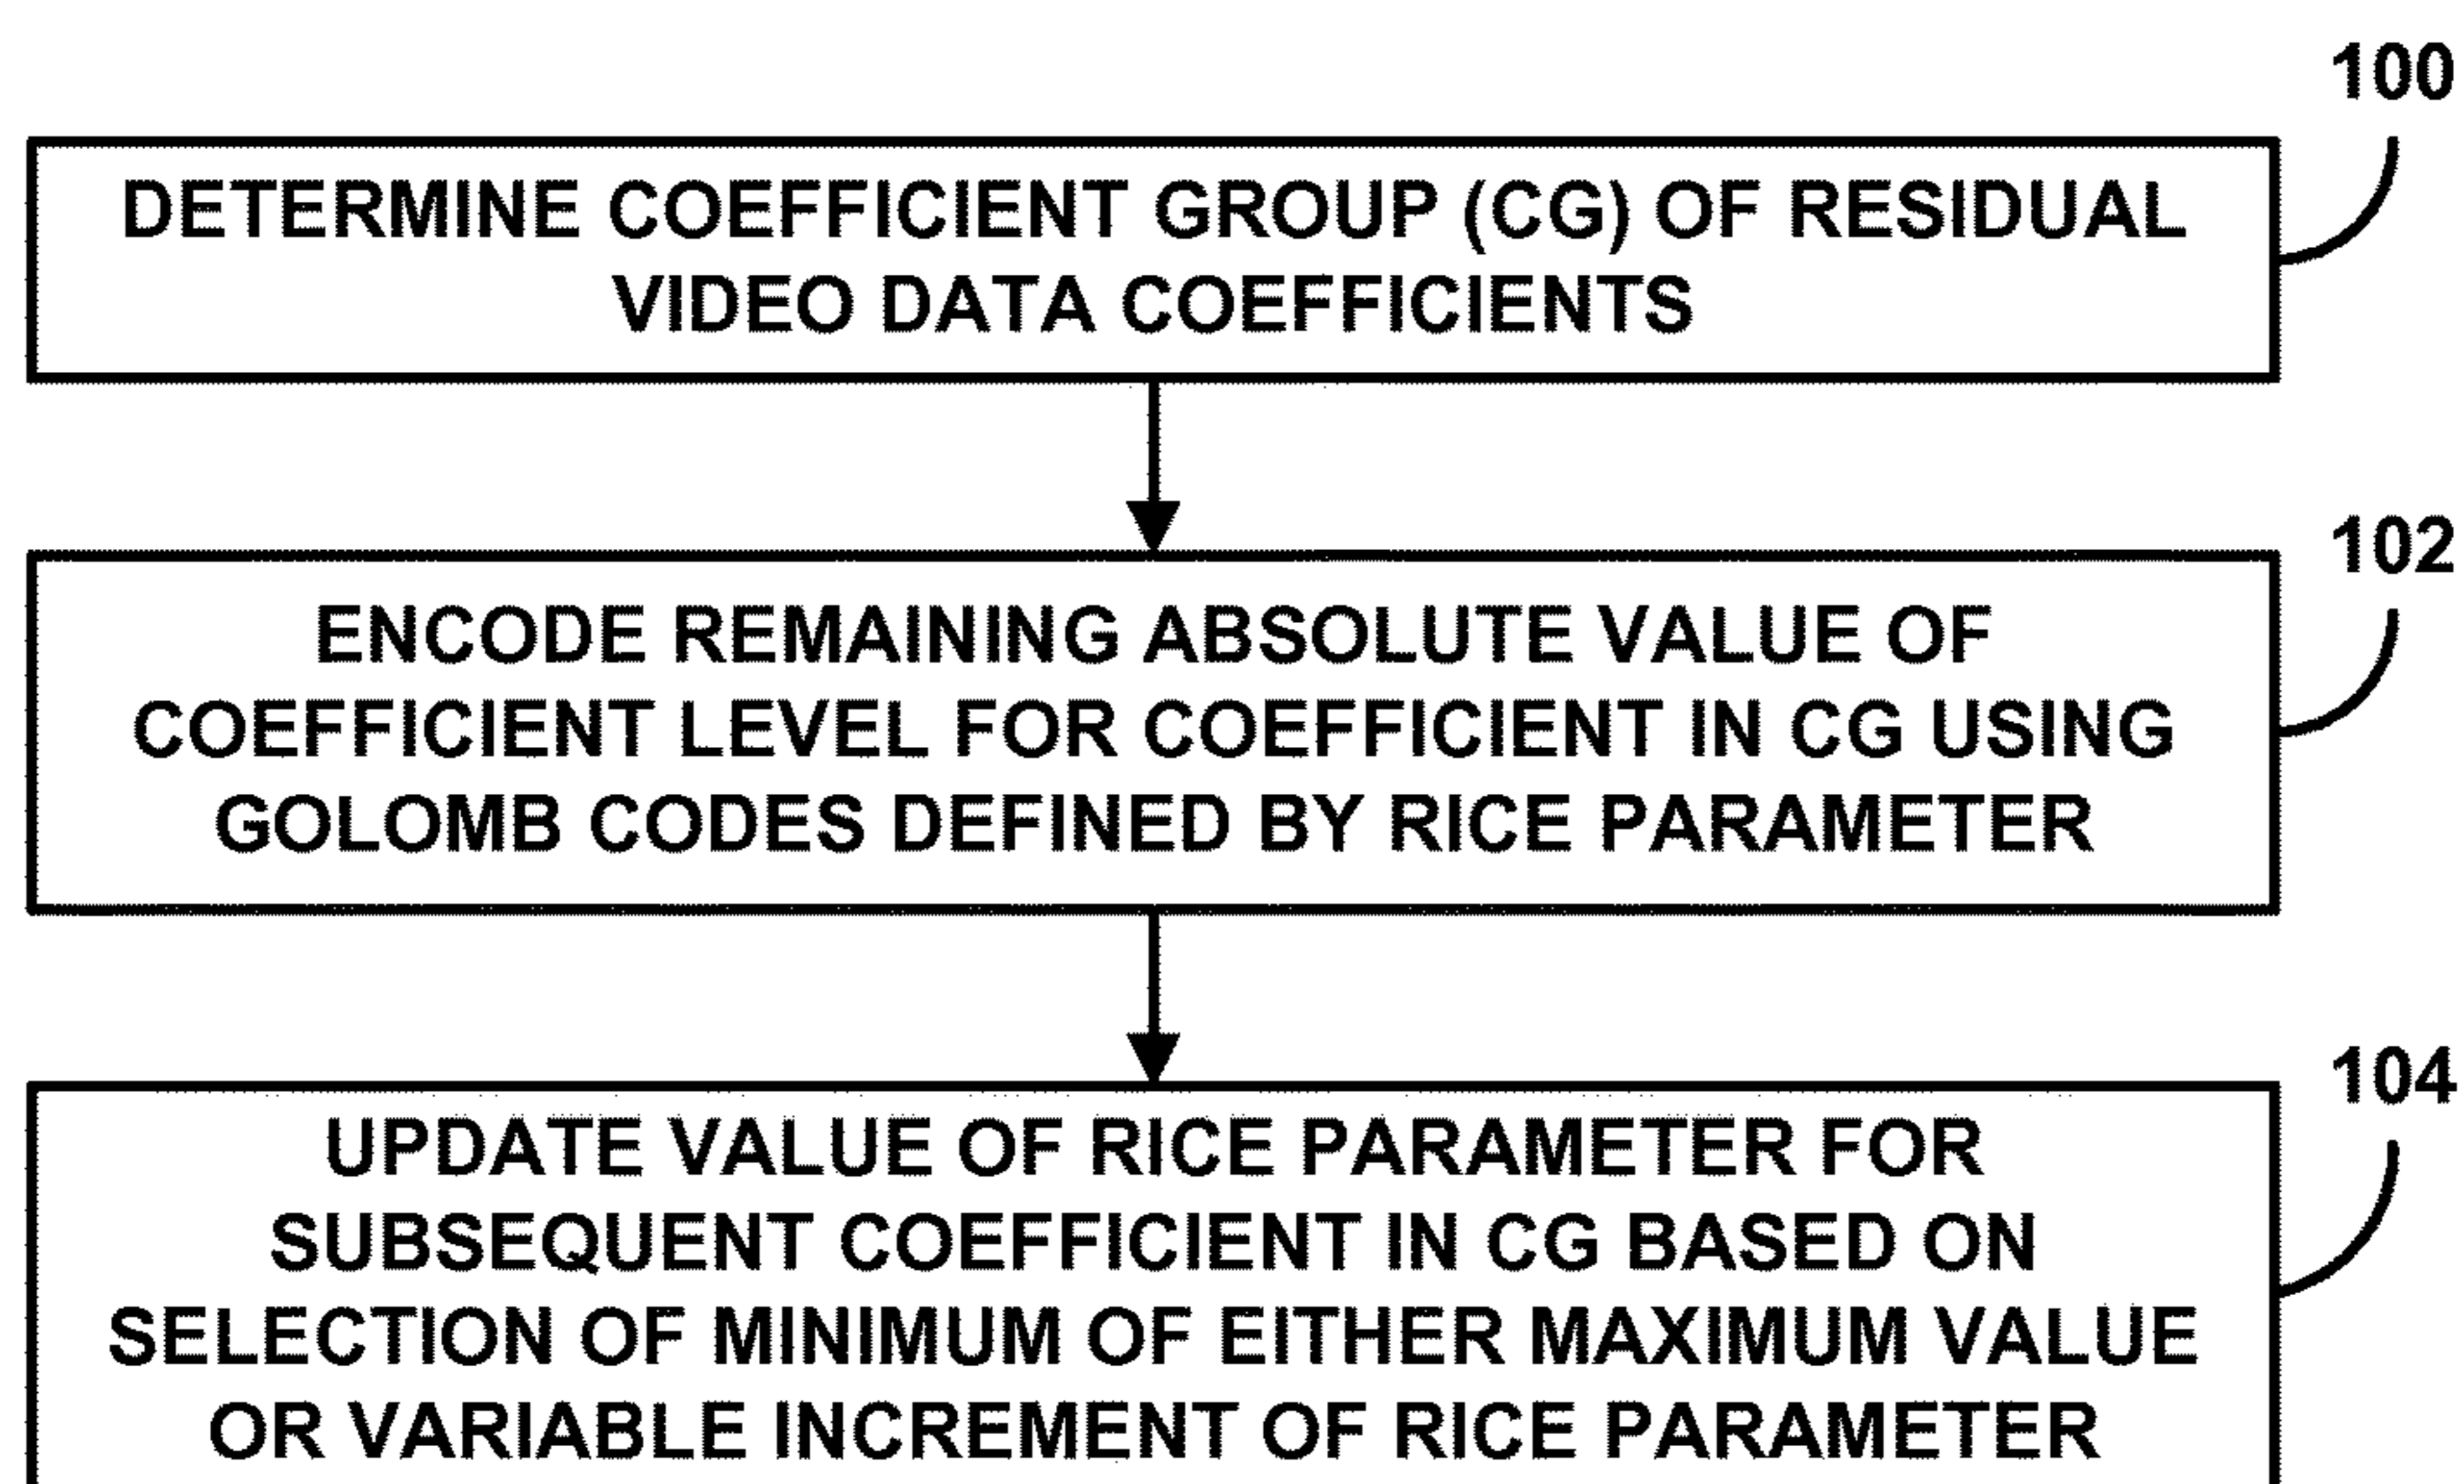 100
DETERMINE COEFFICIENT GROUP (CG) OF RESIDUAL
VIDEO DATA COEFFICIENTS
102
ENCODE REMAINING ABSOLUTE VALUE OF
COEFFICIENT LEVEL FOR COEFFICIENT IN CG USING
GOLOMB CODES DEFINED BY RICE PARAMETER
104
UPDATE VALUE OF RICE PARAMETER FOR
SUBSEQUENT COEFFICIENT IN CG BASED ON
SELECTION OF MINIMUM OF EITHER MAXIMUM VALUE
OR VARIABLE INCREMENT OF RICE PARAMETER